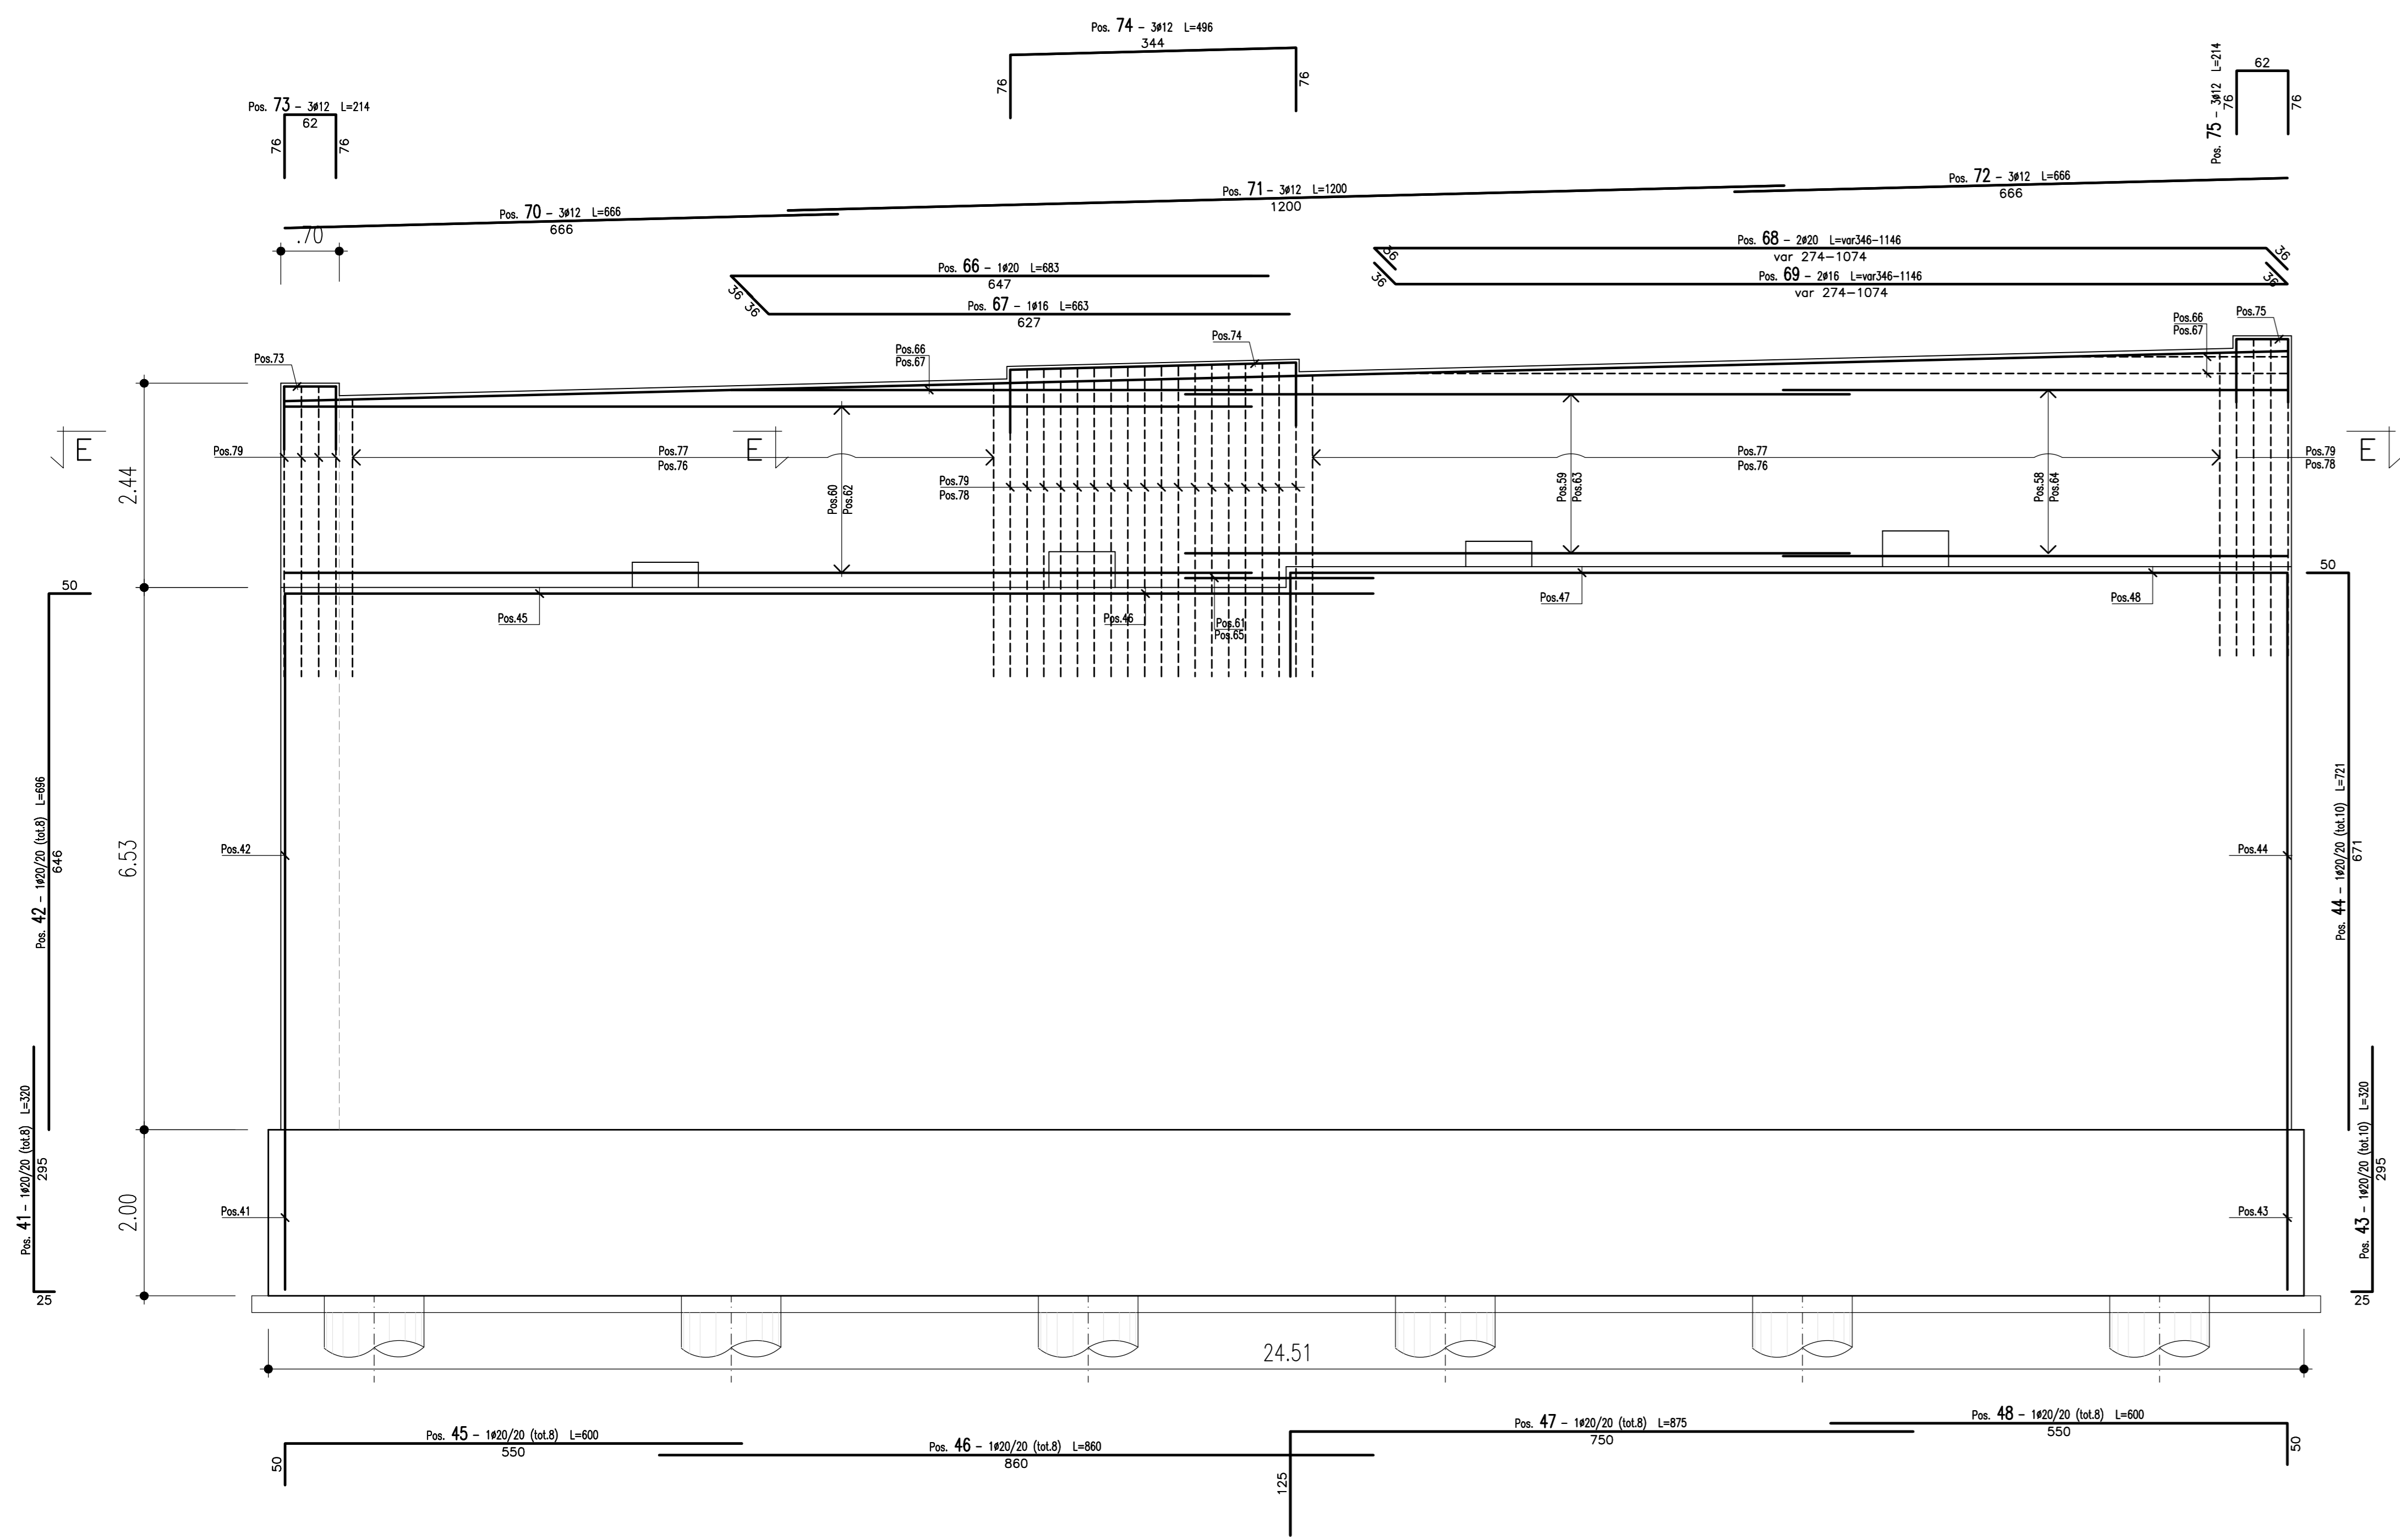 Pos. 74 – 3ø12 L=496
344
76
76
Pos. 75 – 3ø12 L=214
62
76
76
Pos. 73 – 3ø12 L=214
62
76
76
Pos. 70 – 3ø12 L=666
666
Pos. 71 – 3ø12 L=1200
1200
Pos. 72 – 3ø12 L=666
666
.70
Pos. 66 – 1ø20 L=683
647
36
36
Pos. 67 – 1ø16 L=663
627
Pos. 68 – 2ø20 L=var346–1146
var 274–1074
36
36
Pos. 69 – 2ø16 L=var346–1146
var 274–1074
36
36
Pos.73
Pos.66
Pos.67
Pos.74
Pos.66
Pos.67
Pos.75
E
E
E
Pos.79
Pos.77
Pos.76
Pos.79
Pos.78
Pos.60
Pos.62
Pos.59
Pos.63
Pos.77
Pos.76
Pos.58
Pos.64
Pos.79
Pos.78
2.44
6.53
2.00
Pos.45
Pos.46
Pos.61
Pos.65
Pos.47
Pos.48
50
Pos. 42 – 1ø20/20 (tot.8) L=696
646
Pos. 41 – 1ø20/20 (tot.8) L=320
295
25
Pos.42
Pos.41
Pos.44
Pos.43
50
Pos. 44 – 1ø20/20 (tot.10) L=721
671
Pos. 43 – 1ø20/20 (tot.10) L=320
295
25
24.51
Pos. 45 – 1ø20/20 (tot.8) L=600
550
50
Pos. 46 – 1ø20/20 (tot.8) L=860
860
Pos. 47 – 1ø20/20 (tot.8) L=875
750
125
Pos. 48 – 1ø20/20 (tot.8) L=600
550
50